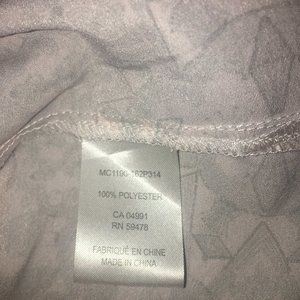 MC1190-162P314
100% POLYESTER
CA 04991
RN 59478
FABRIQUÉ EN CHINE
MADE IN CHINA